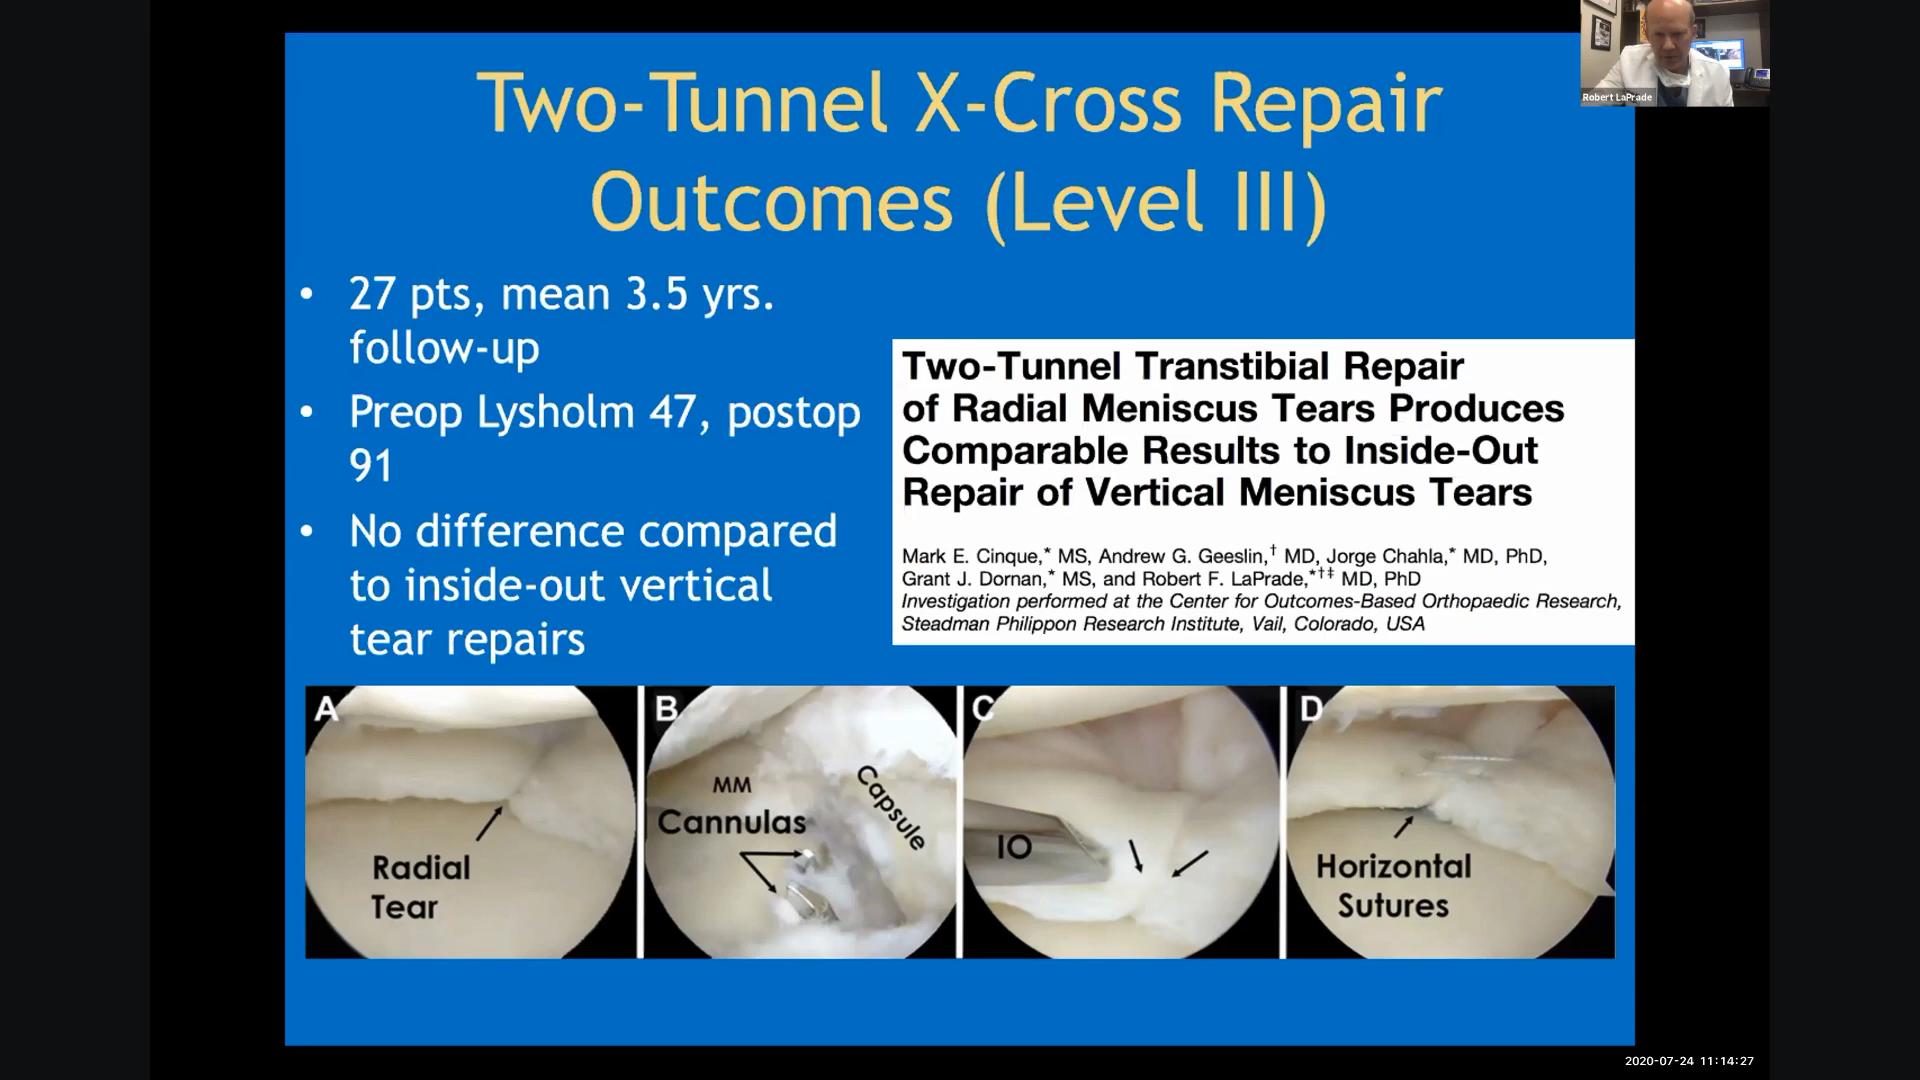 Two-Tunnel X-Cross Repair
Outcomes (Level III)
Robert LaPrade
• 27 pts, mean 3.5 yrs.
follow-up
• Preop Lysholm 47, postop
91
• No difference compared
to inside-out vertical
tear repairs
Two-Tunnel Transtibial Repair
of Radial Meniscus Tears Produces
Comparable Results to Inside-Out
Repair of Vertical Meniscus Tears
Mark E. Cinque,* MS, Andrew G. Geeslin,† MD, Jorge Chahla,* MD, PhD,
Grant J. Dornan,* MS, and Robert F. LaPrade,*†‡ MD, PhD
Investigation performed at the Center for Outcomes-Based Orthopaedic Research,
Steadman Philippon Research Institute, Vail, Colorado, USA
A
Radial
Tear
B
MM
Cannulas
Capsule
C
IO
D
Horizontal
Sutures
2020-07-24 11:14:27